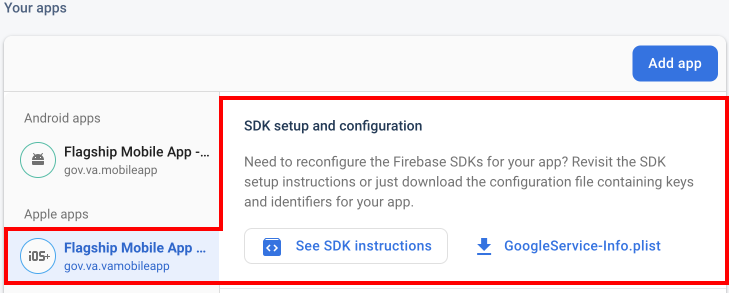 Your apps
Add app
Android apps
Flagship Mobile App -...
gov.va.mobileapp
Apple apps
iOS+
Flagship Mobile App ...
gov.va.vamobileapp
SDK setup and configuration
Need to reconfigure the Firebase SDKs for your app? Revisit the SDK
setup instructions or just download the configuration file containing keys
and identifiers for your app.
See SDK instructions
GoogleService-Info.plist